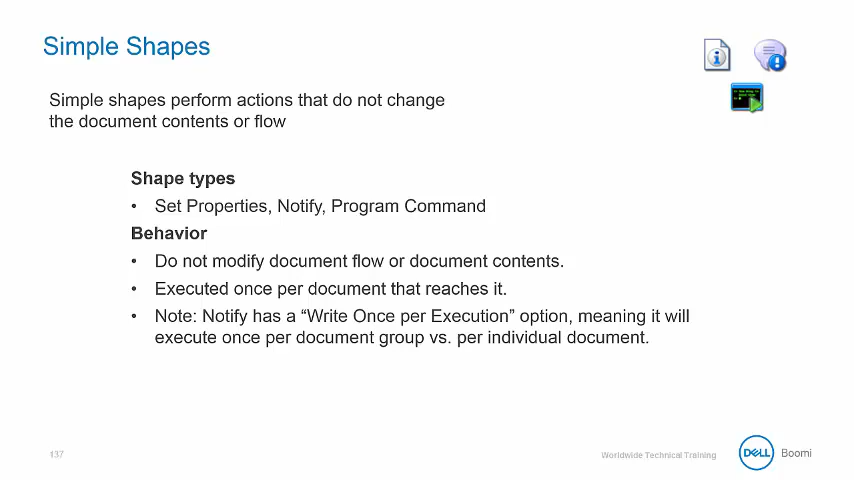 Simple Shapes
Simple shapes perform actions that do not change
the document contents or flow
Shape types
• Set Properties, Notify, Program Command
Behavior
• Do not modify document flow or document contents.
• Executed once per document that reaches it.
• Note: Notify has a “Write Once per Execution” option, meaning it will
execute once per document group vs. per individual document.
137
Worldwide Technical Training
DELL
Boomi